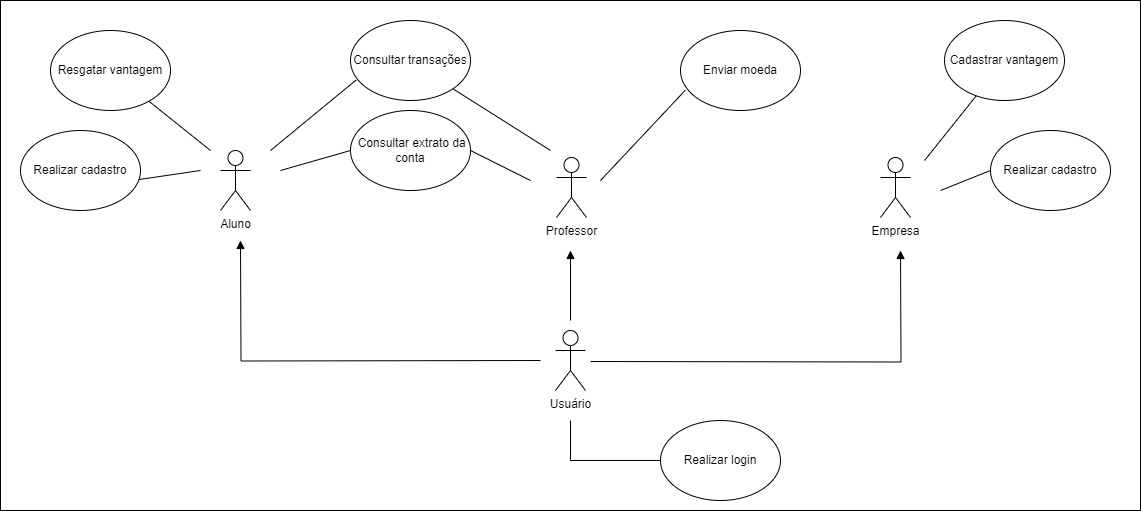 Resgatar vantagem
Consultar transações
Enviar moeda
Cadastrar vantagem
Realizar cadastro
Consultar extrato da
conta
Realizar cadastro
Aluno
Professor
Empresa
Usuário
Realizar login